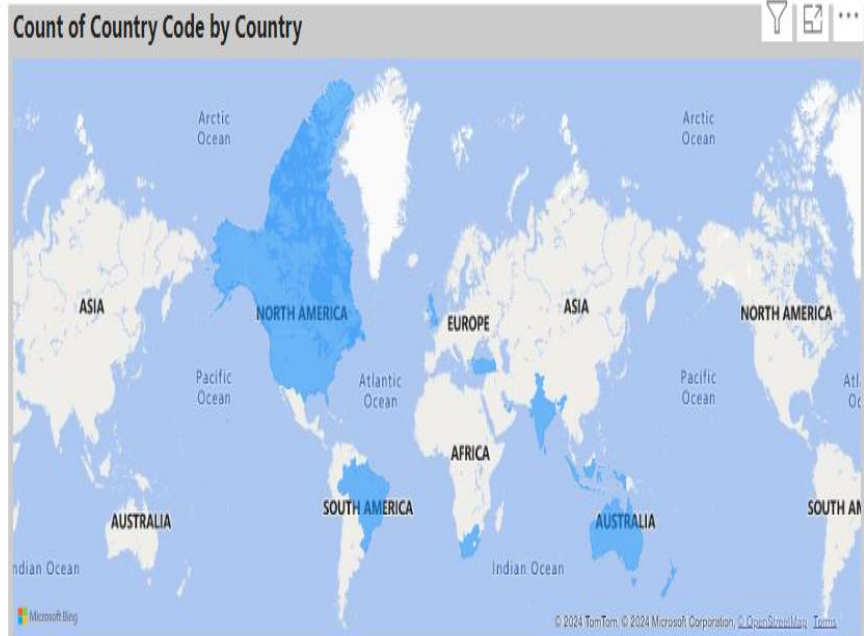 Count of Country Code by Country
Arctic
Ocean
Arctic
Ocean
ASIA
NORTH AMERICA
EUROPE
ASIA
NORTH AMERICA
Pacific
Ocean
Atlantic
Ocean
Pacific
Ocean
Atl
Oc
AFRICA
SOUTH AMERICA
SOUTH AM
AUSTRALIA
AUSTRALIA
ndian Ocean
Indian Ocean
Microsoft Bing
© 2024 TomTom, © 2024 Microsoft Corporation, © OpenStreetMap Terms